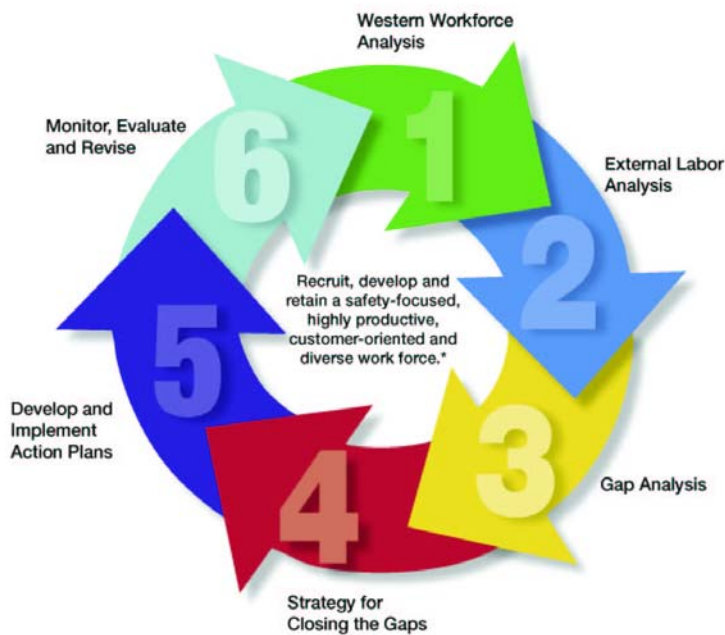 Western Workforce
Analysis
1
External Labor
Analysis
2
Gap Analysis
3
Strategy for
Closing the Gaps
4
Develop and
Implement
Action Plans
5
Monitor, Evaluate
and Revise
6
Recruit, develop and
retain a safety-focused,
highly productive,
customer-oriented and
diverse work force.*